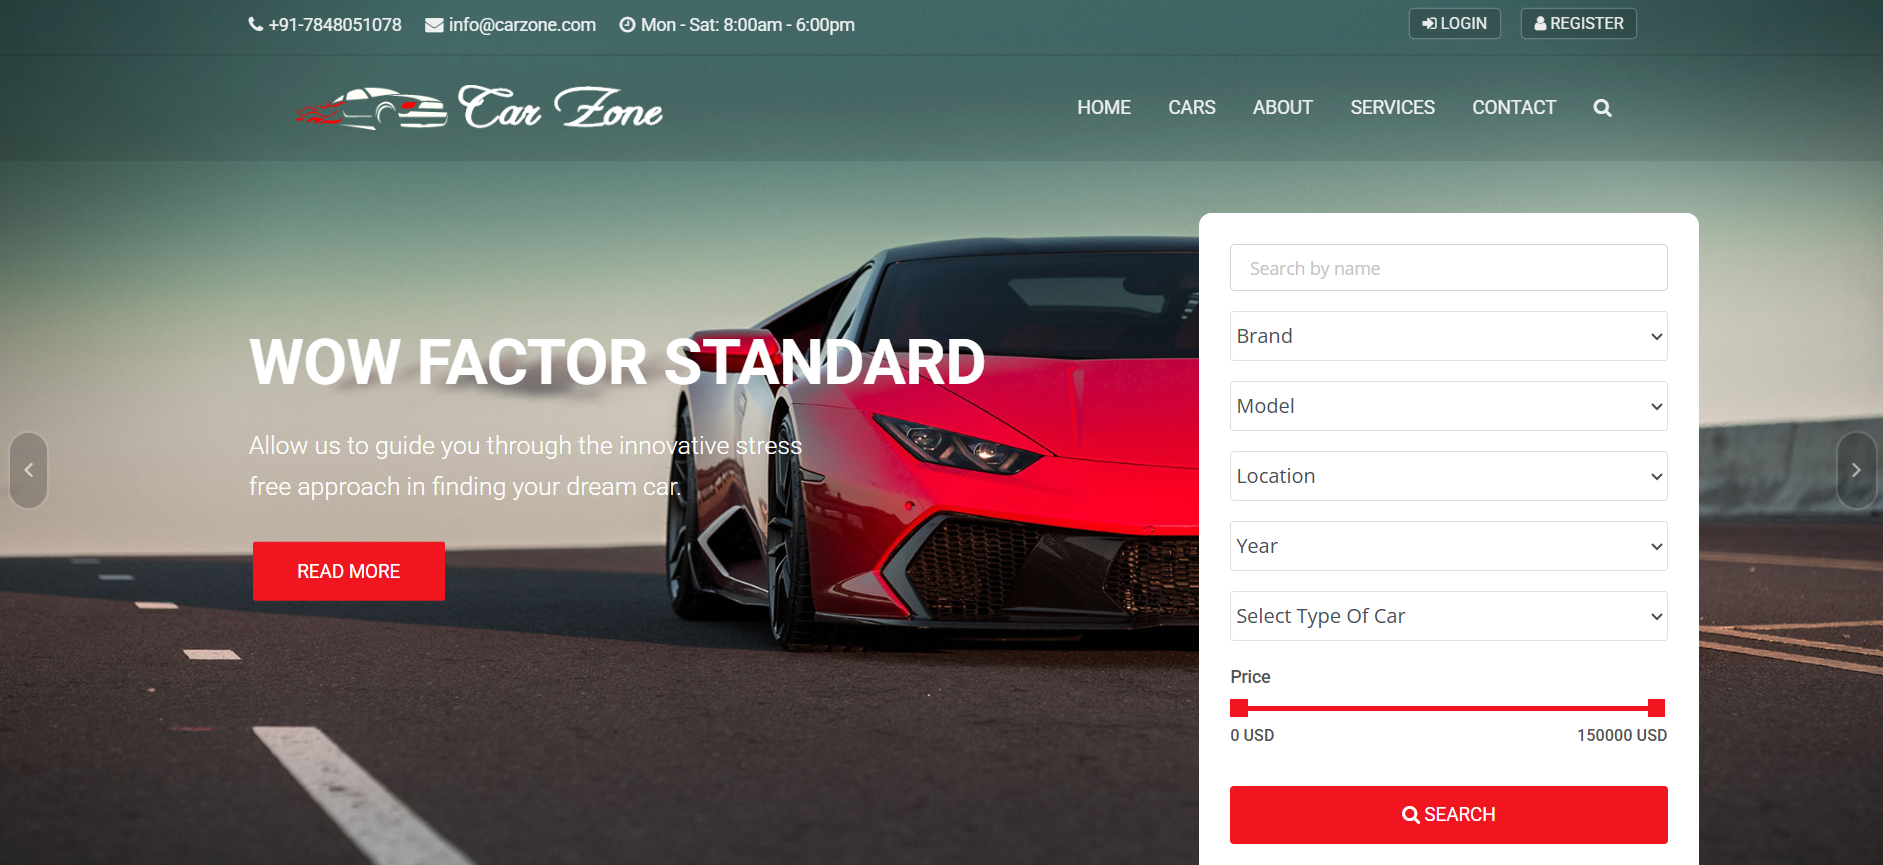 +91-7848051078 info@carzone.com Mon - Sat: 8:00am - 6:00pm LOGIN REGISTER
Car Zone HOME CARS ABOUT SERVICES CONTACT
WOW FACTOR STANDARD
Allow us to guide you through the innovative stress
free approach in finding your dream car.
READ MORE
Search by name
Brand
Model
Location
Year
Select Type Of Car
Price
0 USD 150000 USD
SEARCH